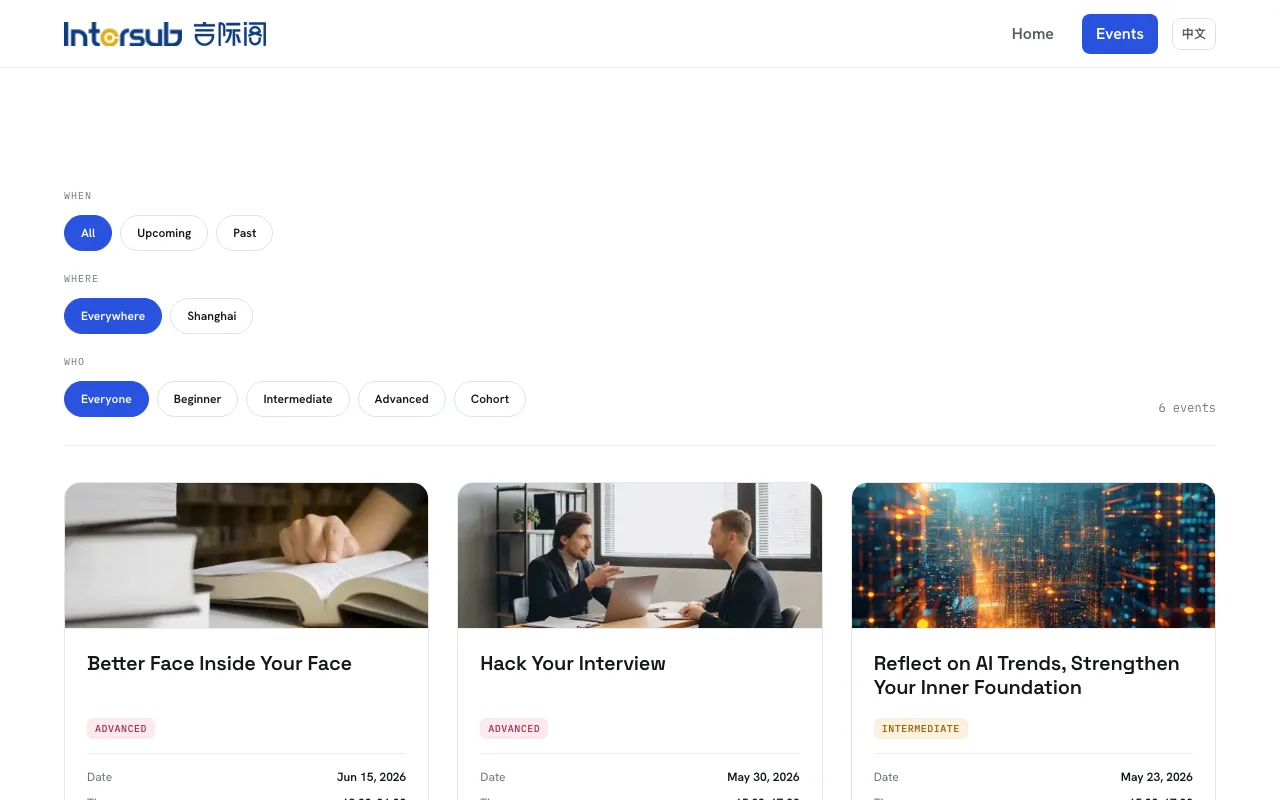 Intersub 言际阁
Home
Events
中文
WHEN
All
Upcoming
Past
WHERE
Everywhere
Shanghai
WHO
Everyone
Beginner
Intermediate
Advanced
Cohort
6 events
Better Face Inside Your Face
ADVANCED
Date
Jun 15, 2026
Hack Your Interview
ADVANCED
Date
May 30, 2026
Reflect on AI Trends, Strengthen
Your Inner Foundation
INTERMEDIATE
Date
May 23, 2026